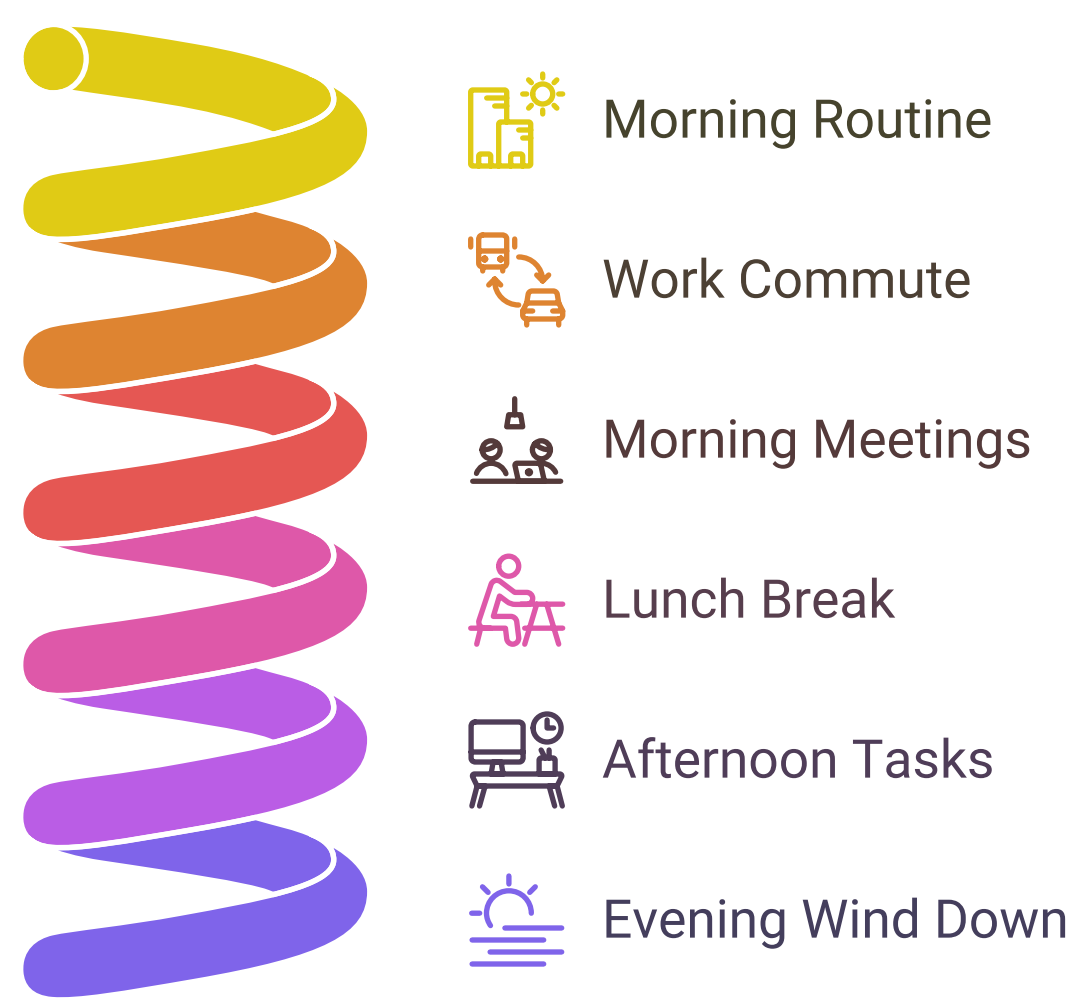 Morning Routine
Work Commute
Morning Meetings
Lunch Break
Afternoon Tasks
Evening Wind Down